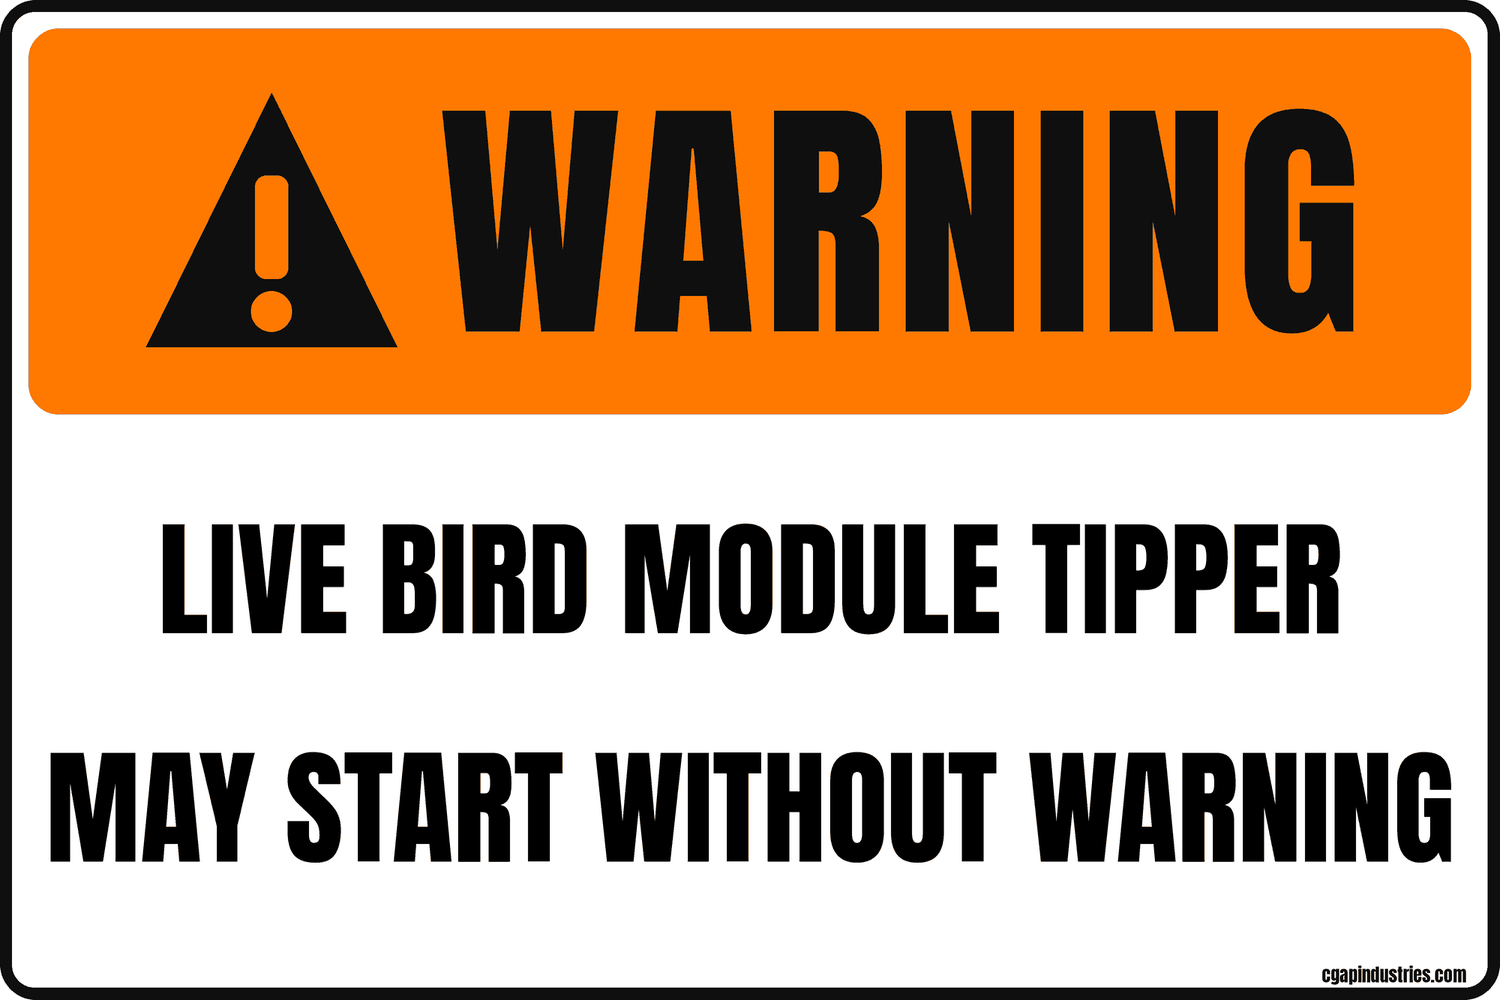 WARNING
LIVE BIRD MODULE TIPPER
MAY START WITHOUT WARNING
cgapindustries.com